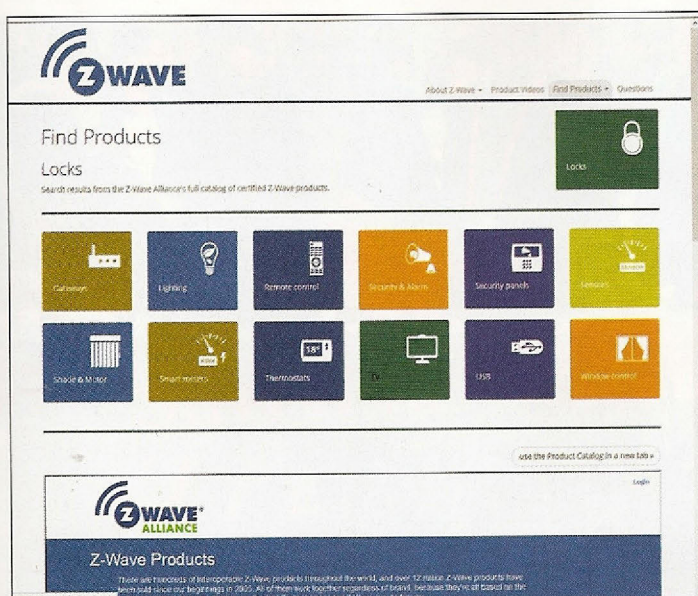 Z WAVE
About Z-Wave Product Videos Find Products Questions
Find Products
Locks
Locks
Search results from the Z-Wave Alliance's full catalog of certified Z-Wave products.
Gateways
Lighting
Remote control
Security & Alarm
Security panels
Sensors
Shade & Motor
Smart meters
18°
Thermostats
TV
USB
Window control
use the Product Catalog in a new tab »
Login
Z WAVE®
ALLIANCE
Z-Wave Products
There are hundreds of interoperable Z-Wave products throughout the world, and over 12 million Z-Wave products have
been sold since our beginnings in 2005. All of them work together regardless of brand, because they're all based on the